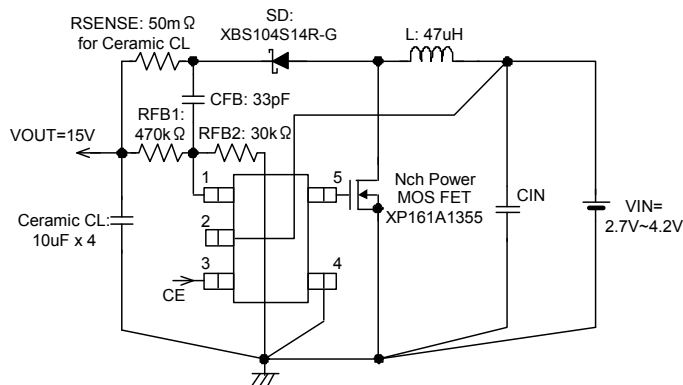 RSENSE: 50mΩ
for Ceramic CL
SD:
XBS104S14R-G
L: 47uH
CFB: 33pF
RFB1:
470kΩ
RFB2: 30kΩ
VOUT=15V
1
5
2
3
4
CE
Nch Power
MOS FET
XP161A1355
CIN
VIN=
2.7V~4.2V
Ceramic CL:
10uF x 4